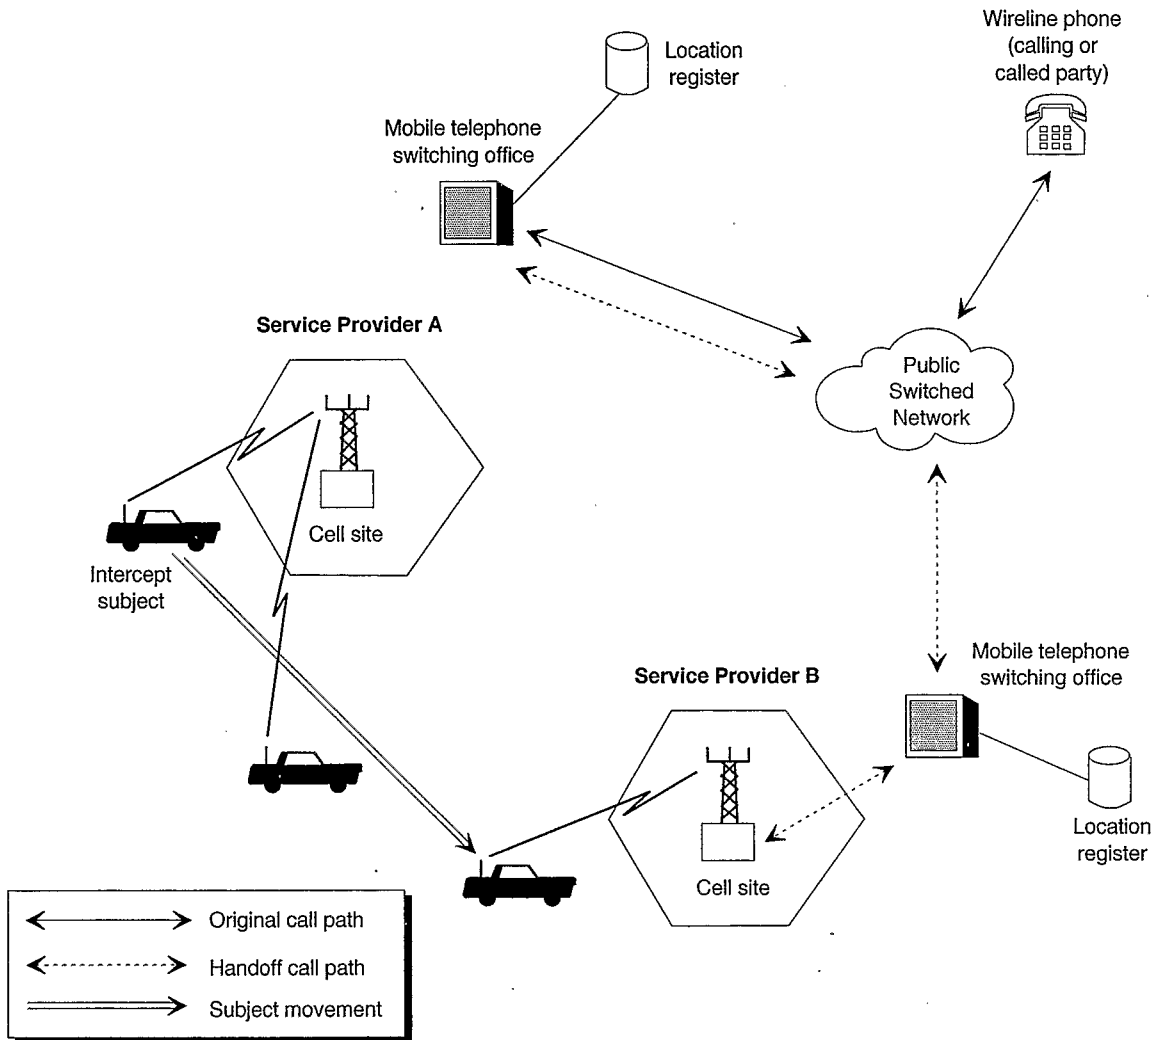 Wireline phone
(calling or
called party)
Location
register
Mobile telephone
switching office
Service Provider A
Public
Switched
Network
Cell site
Intercept
subject
Mobile telephone
switching office
Service Provider B
Location
register
Cell site
Original call path
Handoff call path
Subject movement